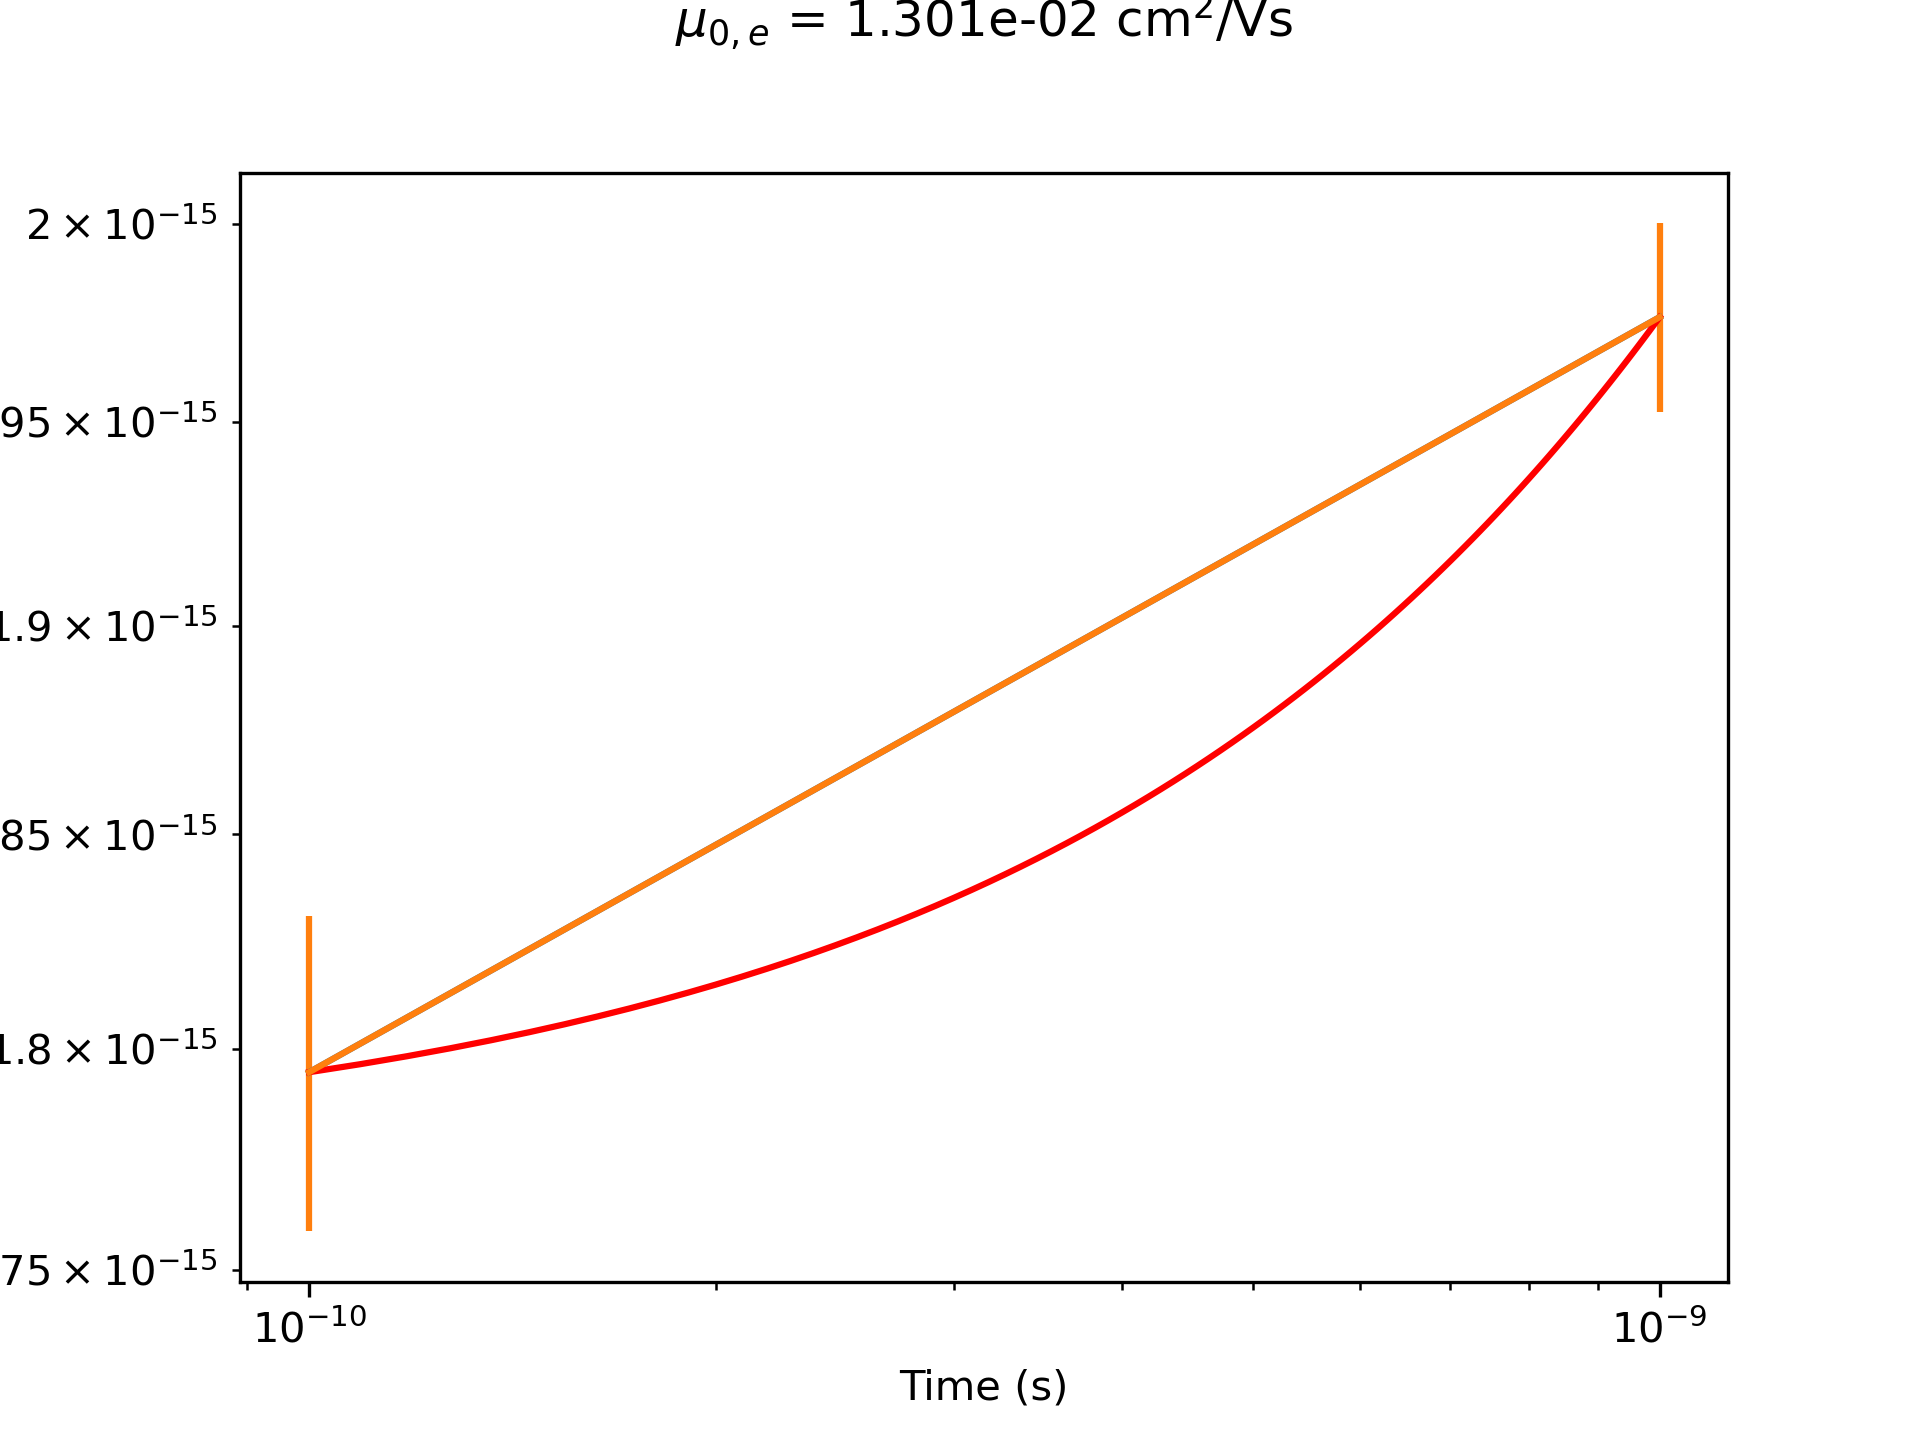 μ₀,ₑ = 1.301e-02 cm²/Vs
2 × 10⁻¹⁵
95 × 10⁻¹⁵
1.9 × 10⁻¹⁵
85 × 10⁻¹⁵
1.8 × 10⁻¹⁵
75 × 10⁻¹⁵
10⁻¹⁰ 10⁻⁹
Time (s)